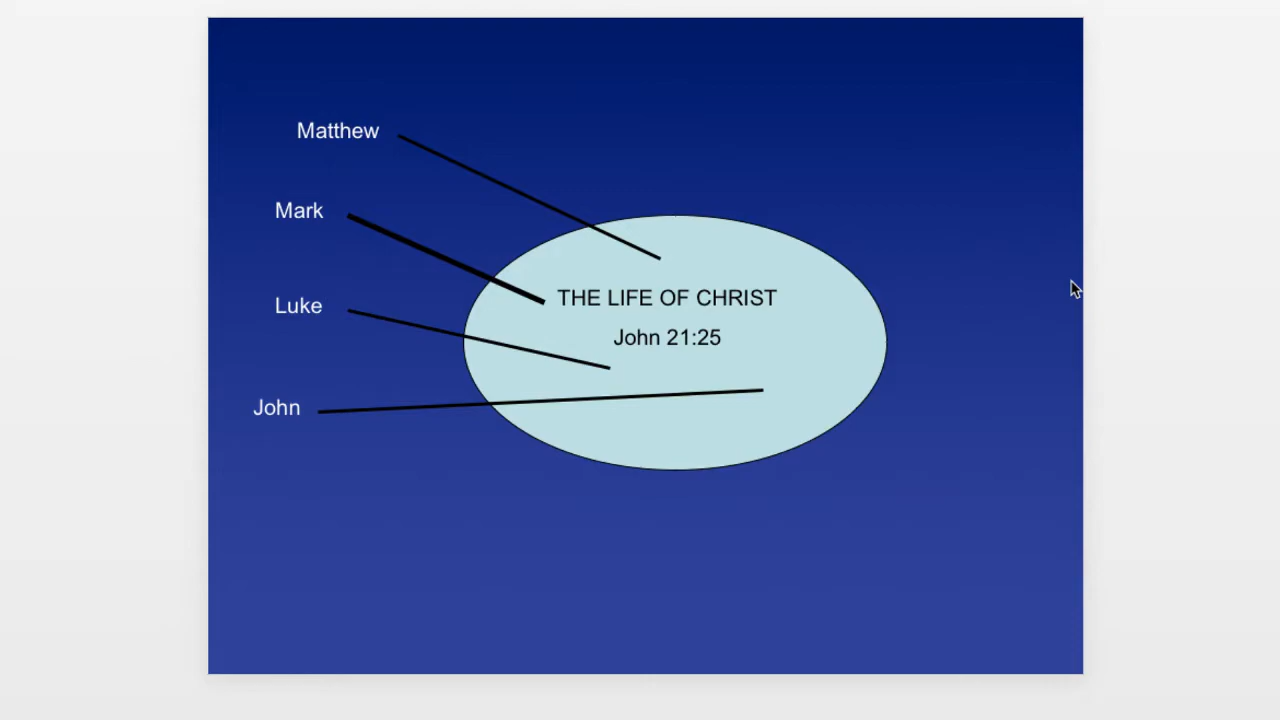 Matthew
Mark
THE LIFE OF CHRIST
Luke
John 21:25
John